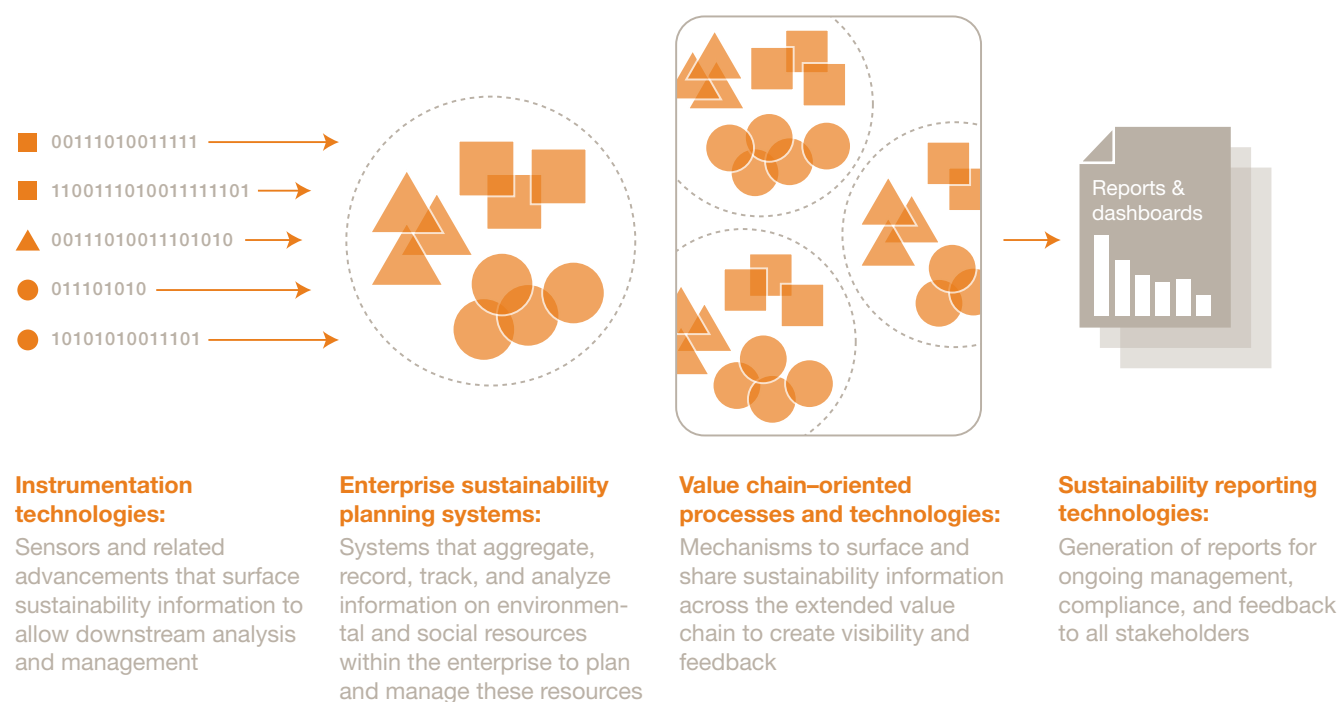 00111010011111
1100111010011111101
00111010011101010
011101010
10101010011101
Reports &
dashboards
Instrumentation
technologies:
Sensors and related
advancements that surface
sustainability information to
allow downstream analysis
and management
Enterprise sustainability
planning systems:
Systems that aggregate,
record, track, and analyze
information on environmen-
tal and social resources
within the enterprise to plan
and manage these resources
Value chain–oriented
processes and technologies:
Mechanisms to surface and
share sustainability information
across the extended value
chain to create visibility and
feedback
Sustainability reporting
technologies:
Generation of reports for
ongoing management,
compliance, and feedback
to all stakeholders